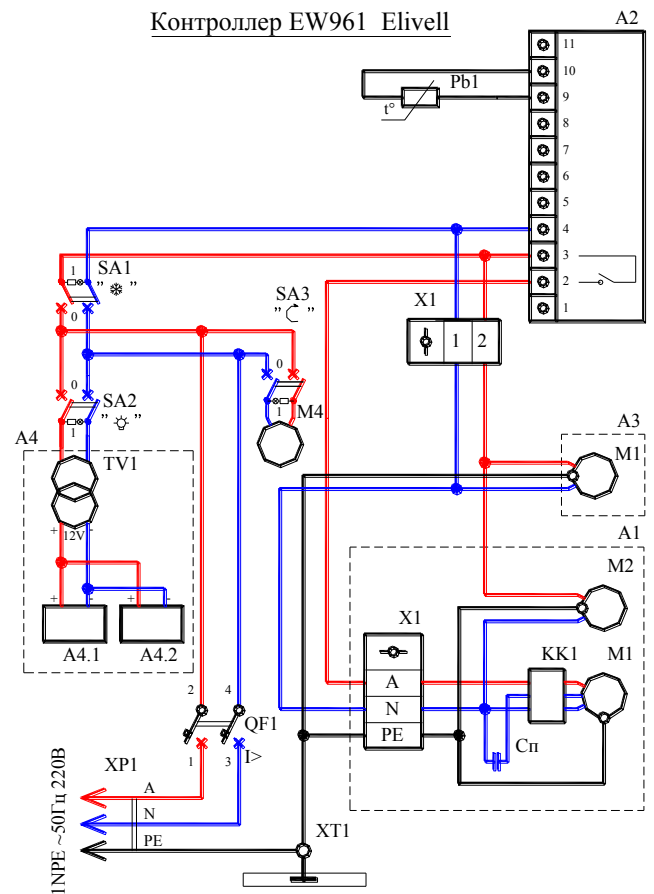 Контроллер EW961 Elivell
A2
11
10
Pb1
9
t°
8
7
6
5
4
3
2
1
1
SA1
" "
0
SA3
" "
X1
1 2
0
0
SA2
" "
1
1
M4
A4
TV1
12V
+ -
+ - + -
A4.1 A4.2
A3
M1
A1
M2
X1
KK1 M1
A
N
PE
Сп
2 4
QF1
1 3 I>
XP1
A
N
PE
XT1
1NPE ~50Гц 220В